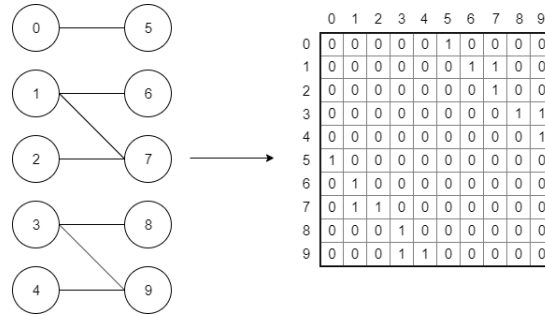 0 5
1 6
2 7
3 8
4 9
0 1 2 3 4 5 6 7 8 9
0 0 0 0 0 0 1 0 0 0 0
1 0 0 0 0 0 0 1 1 0 0
2 0 0 0 0 0 0 0 1 0 0
3 0 0 0 0 0 0 0 0 1 1
4 0 0 0 0 0 0 0 0 0 1
5 1 0 0 0 0 0 0 0 0 0
6 0 1 0 0 0 0 0 0 0 0
7 0 1 1 0 0 0 0 0 0 0
8 0 0 0 1 0 0 0 0 0 0
9 0 0 0 1 1 0 0 0 0 0